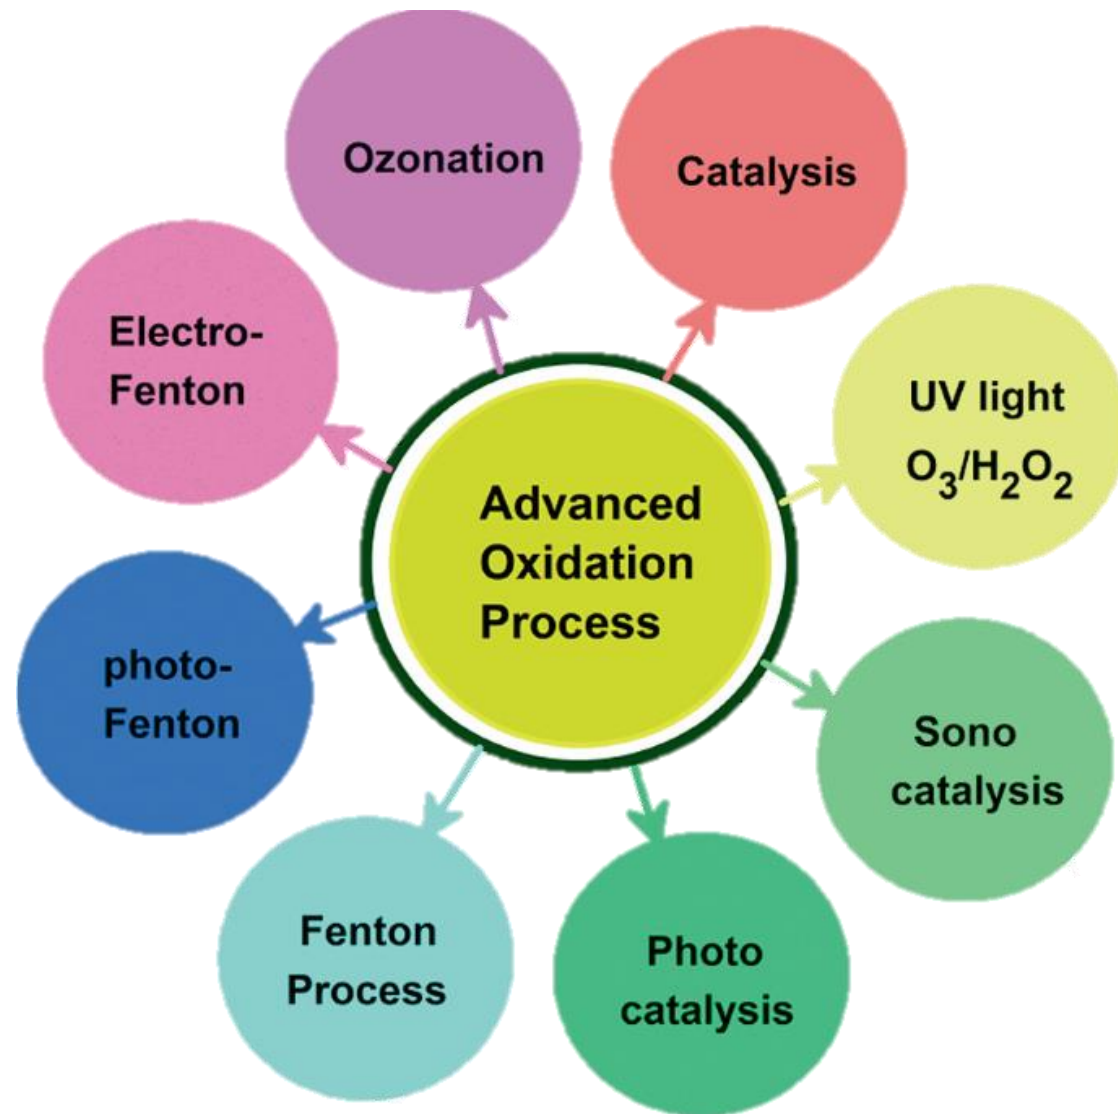 Ozonation
Catalysis
Electro-
Fenton
UV light
O₃/H₂O₂
Advanced
Oxidation
Process
photo-
Fenton
Sono
catalysis
Fenton
Process
Photo
catalysis